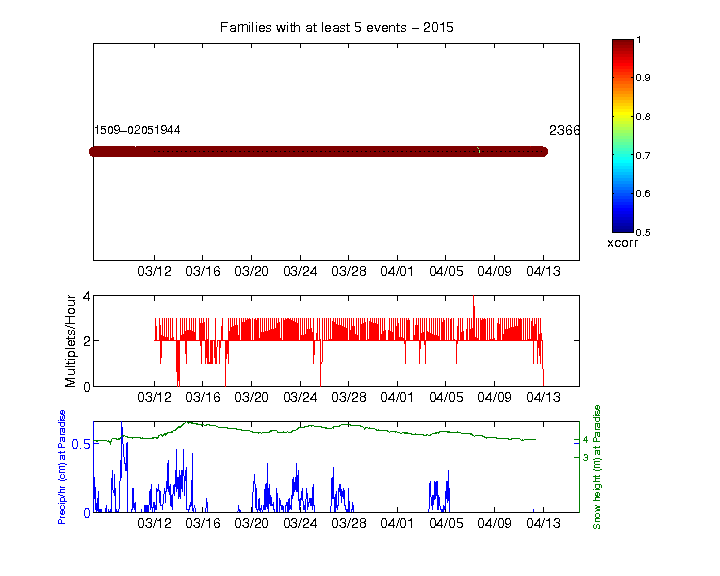 Families with at least 5 events − 2015
1509−02051944
2366
03/12 03/16 03/20 03/24 03/28 04/01 04/05 04/09 04/13
1
0.9
0.8
0.7
0.6
0.5
xcorr
Multiplets/Hour
4
2
0
03/12 03/16 03/20 03/24 03/28 04/01 04/05 04/09 04/13
Precip/hr (cm) at Paradise
0.5
0
03/12 03/16 03/20 03/24 03/28 04/01 04/05 04/09 04/13
4
3
Snow height (m) at Paradise